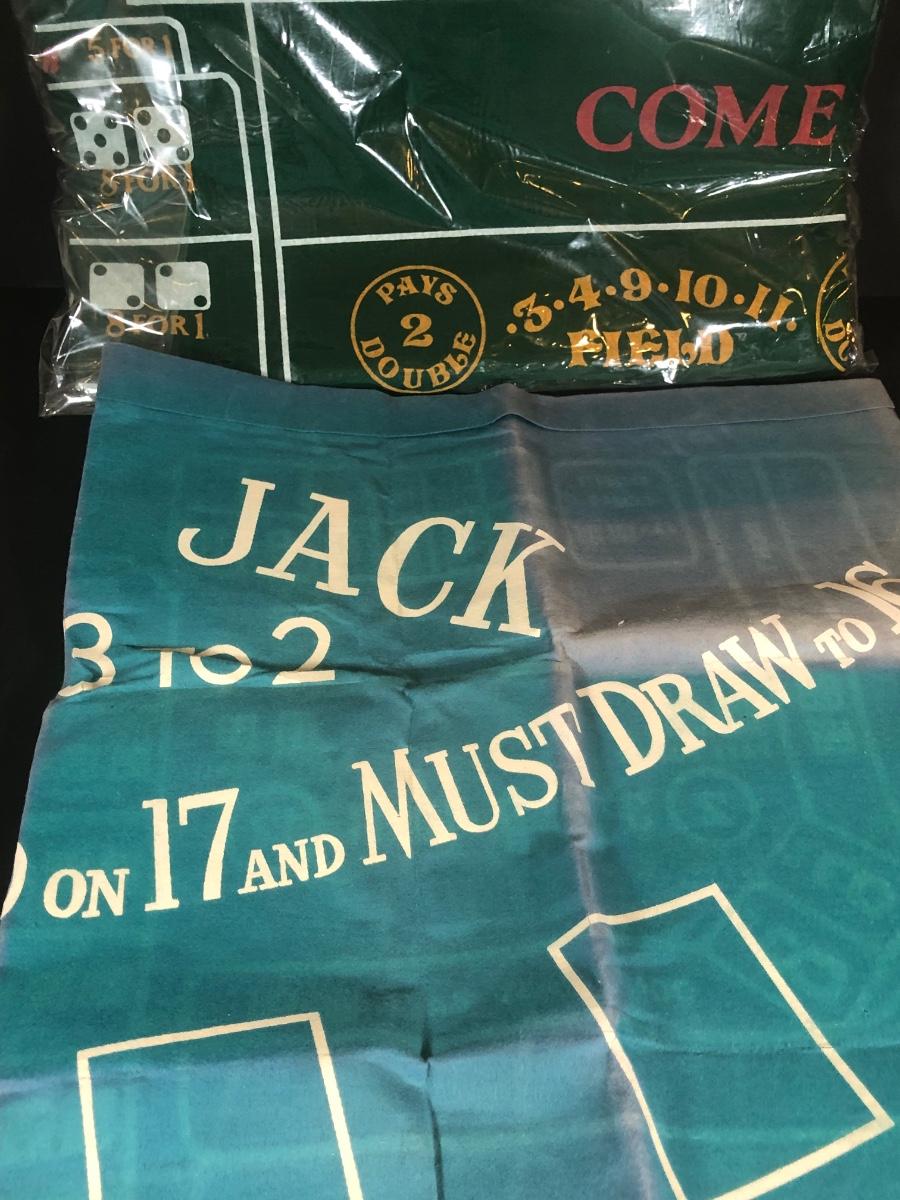 5 FOR 1
COME
8 FOR 1
PAYS
2
DOUBLE
.3.4.9.10.11.
FIELD
8 FOR 1
JACK
3 TO 2
ON 17 AND MUST DRAW TO 16